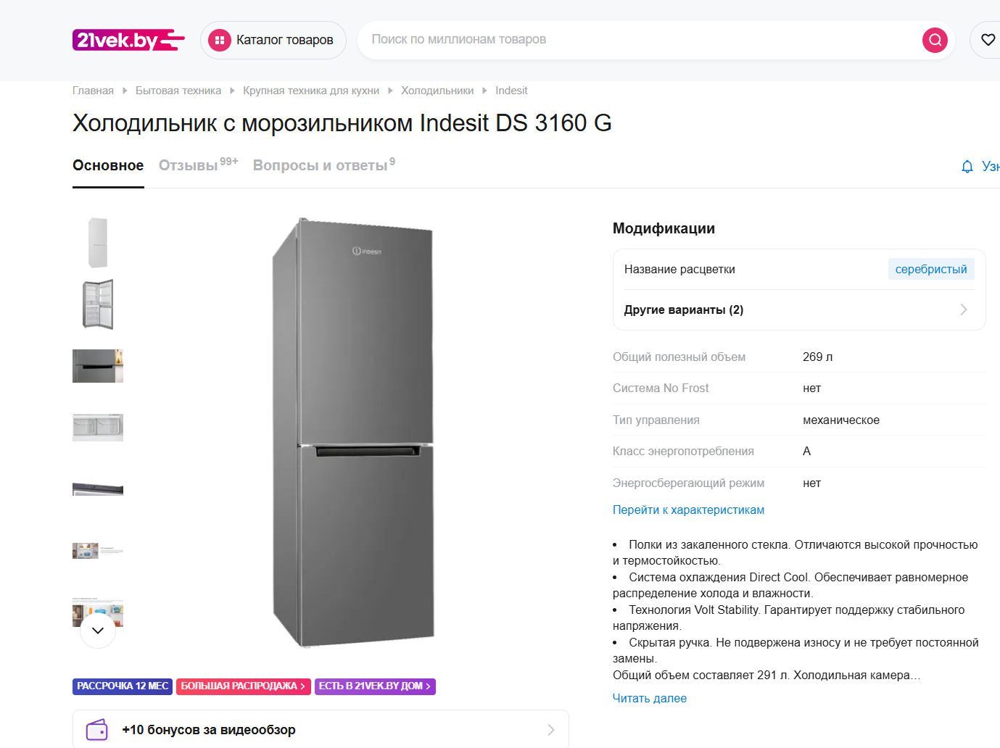 21vek.by
Каталог товаров
Поиск по миллионам товаров
Главная
Бытовая техника
Крупная техника для кухни
Холодильники
Indesit
Холодильник с морозильником Indesit DS 3160 G
Основное
Отзывы 99+
Вопросы и ответы 9
Узн
INDESIT
Модификации
Название расцветки
серебристый
Другие варианты (2)
Общий полезный объем
269 л
Система No Frost
нет
Тип управления
механическое
Класс энергопотребления
A
Энергосберегающий режим
нет
Перейти к характеристикам
• Полки из закаленного стекла. Отличаются высокой прочностью
и термостойкостью.
• Система охлаждения Direct Cool. Обеспечивает равномерное
распределение холода и влажности.
• Технология Volt Stability. Гарантирует поддержку стабильного
напряжения.
• Скрытая ручка. Не подвержена износу и не требует постоянной
замены.
Общий объем составляет 291 л. Холодильная камера…
Читать далее
РАССРОЧКА 12 МЕС
БОЛЬШАЯ РАСПРОДАЖА
ЕСТЬ В 21VEK.BY ДОМ
+10 бонусов за видеообзор